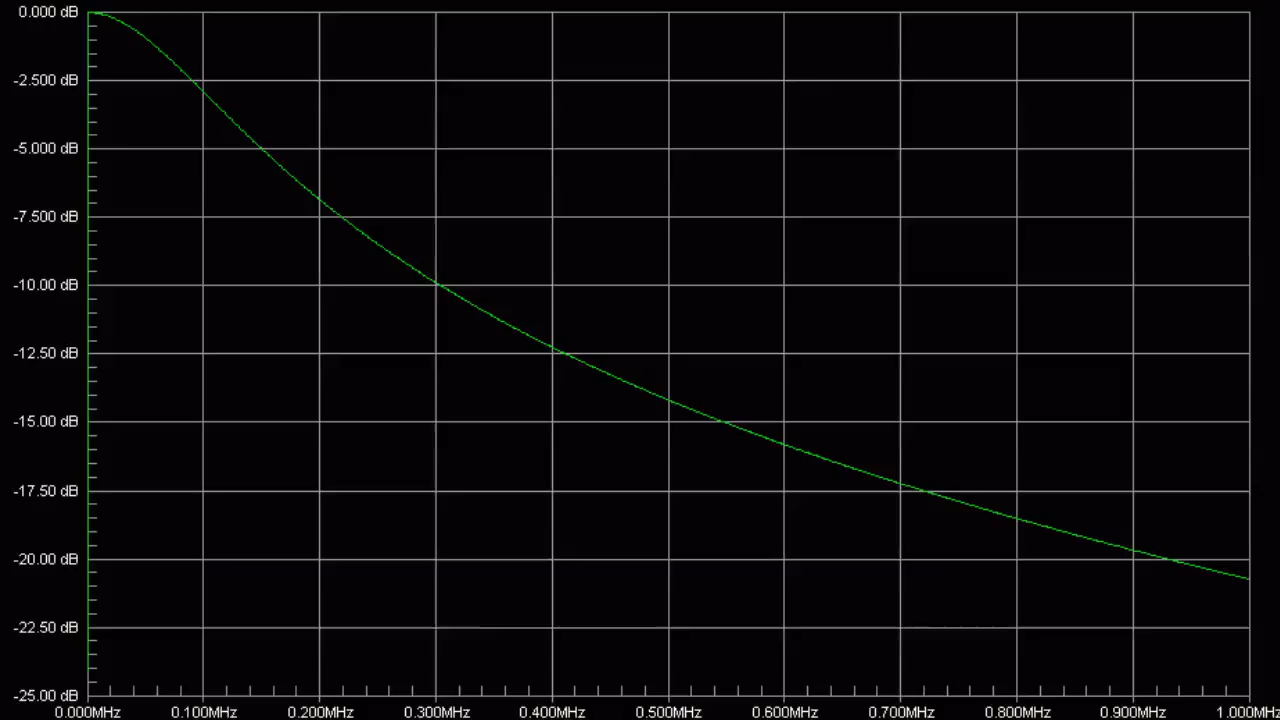 0.000 dB
-2.500 dB
-5.000 dB
-7.500 dB
-10.00 dB
-12.50 dB
-15.00 dB
-17.50 dB
-20.00 dB
-22.50 dB
-25.00 dB
0.000MHz 0.100MHz 0.200MHz 0.300MHz 0.400MHz 0.500MHz 0.600MHz 0.700MHz 0.800MHz 0.900MHz 1.000MHz